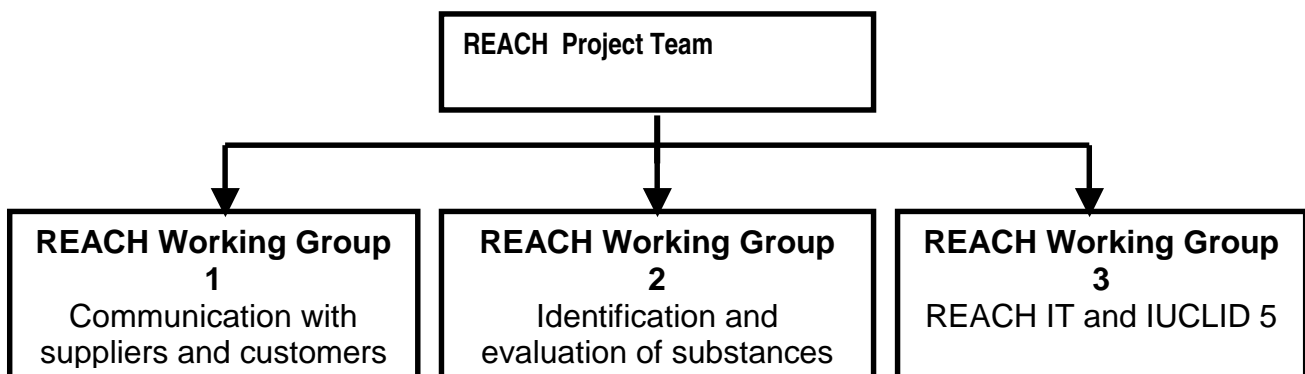 REACH Project Team
REACH Working Group
1
Communication with
suppliers and customers
REACH Working Group
2
Identification and
evaluation of substances
REACH Working Group
3
REACH IT and IUCLID 5